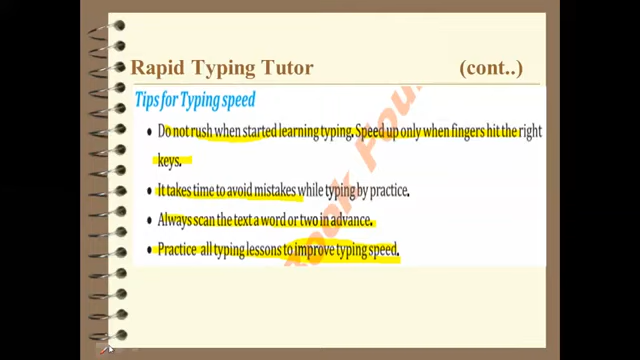 Rapid Typing Tutor (cont..)
Tips for Typing speed
• Do not rush when started learning typing. Speed up only when fingers hit the right
keys.
• It takes time to avoid mistakes while typing by practice.
• Always scan the text a word or two in advance.
• Practice all typing lessons to improve typing speed.